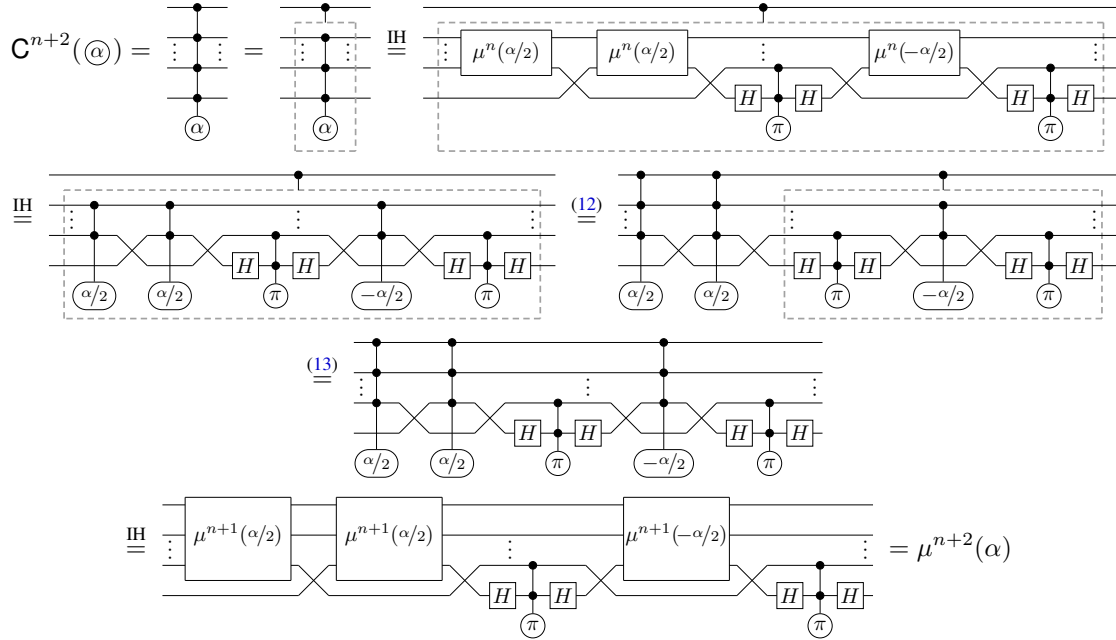 C^{n+2}(α) = ⋮ ⋮ α = ⋮ ⋮ α IH= ⋮ μ^n(α/2) μ^n(α/2) H π H ⋮ μ^n(−α/2) H π H ⋮
IH= ⋮ α/2 α/2 H π H ⋮ −α/2 H π H ⋮ (12)= ⋮ α/2 α/2 H π H ⋮ −α/2 H π H ⋮
(13)= ⋮ α/2 α/2 H π H ⋮ −α/2 H π H ⋮
IH= ⋮ μ^{n+1}(α/2) μ^{n+1}(α/2) H π H ⋮ μ^{n+1}(−α/2) H π H ⋮ = μ^{n+2}(α)